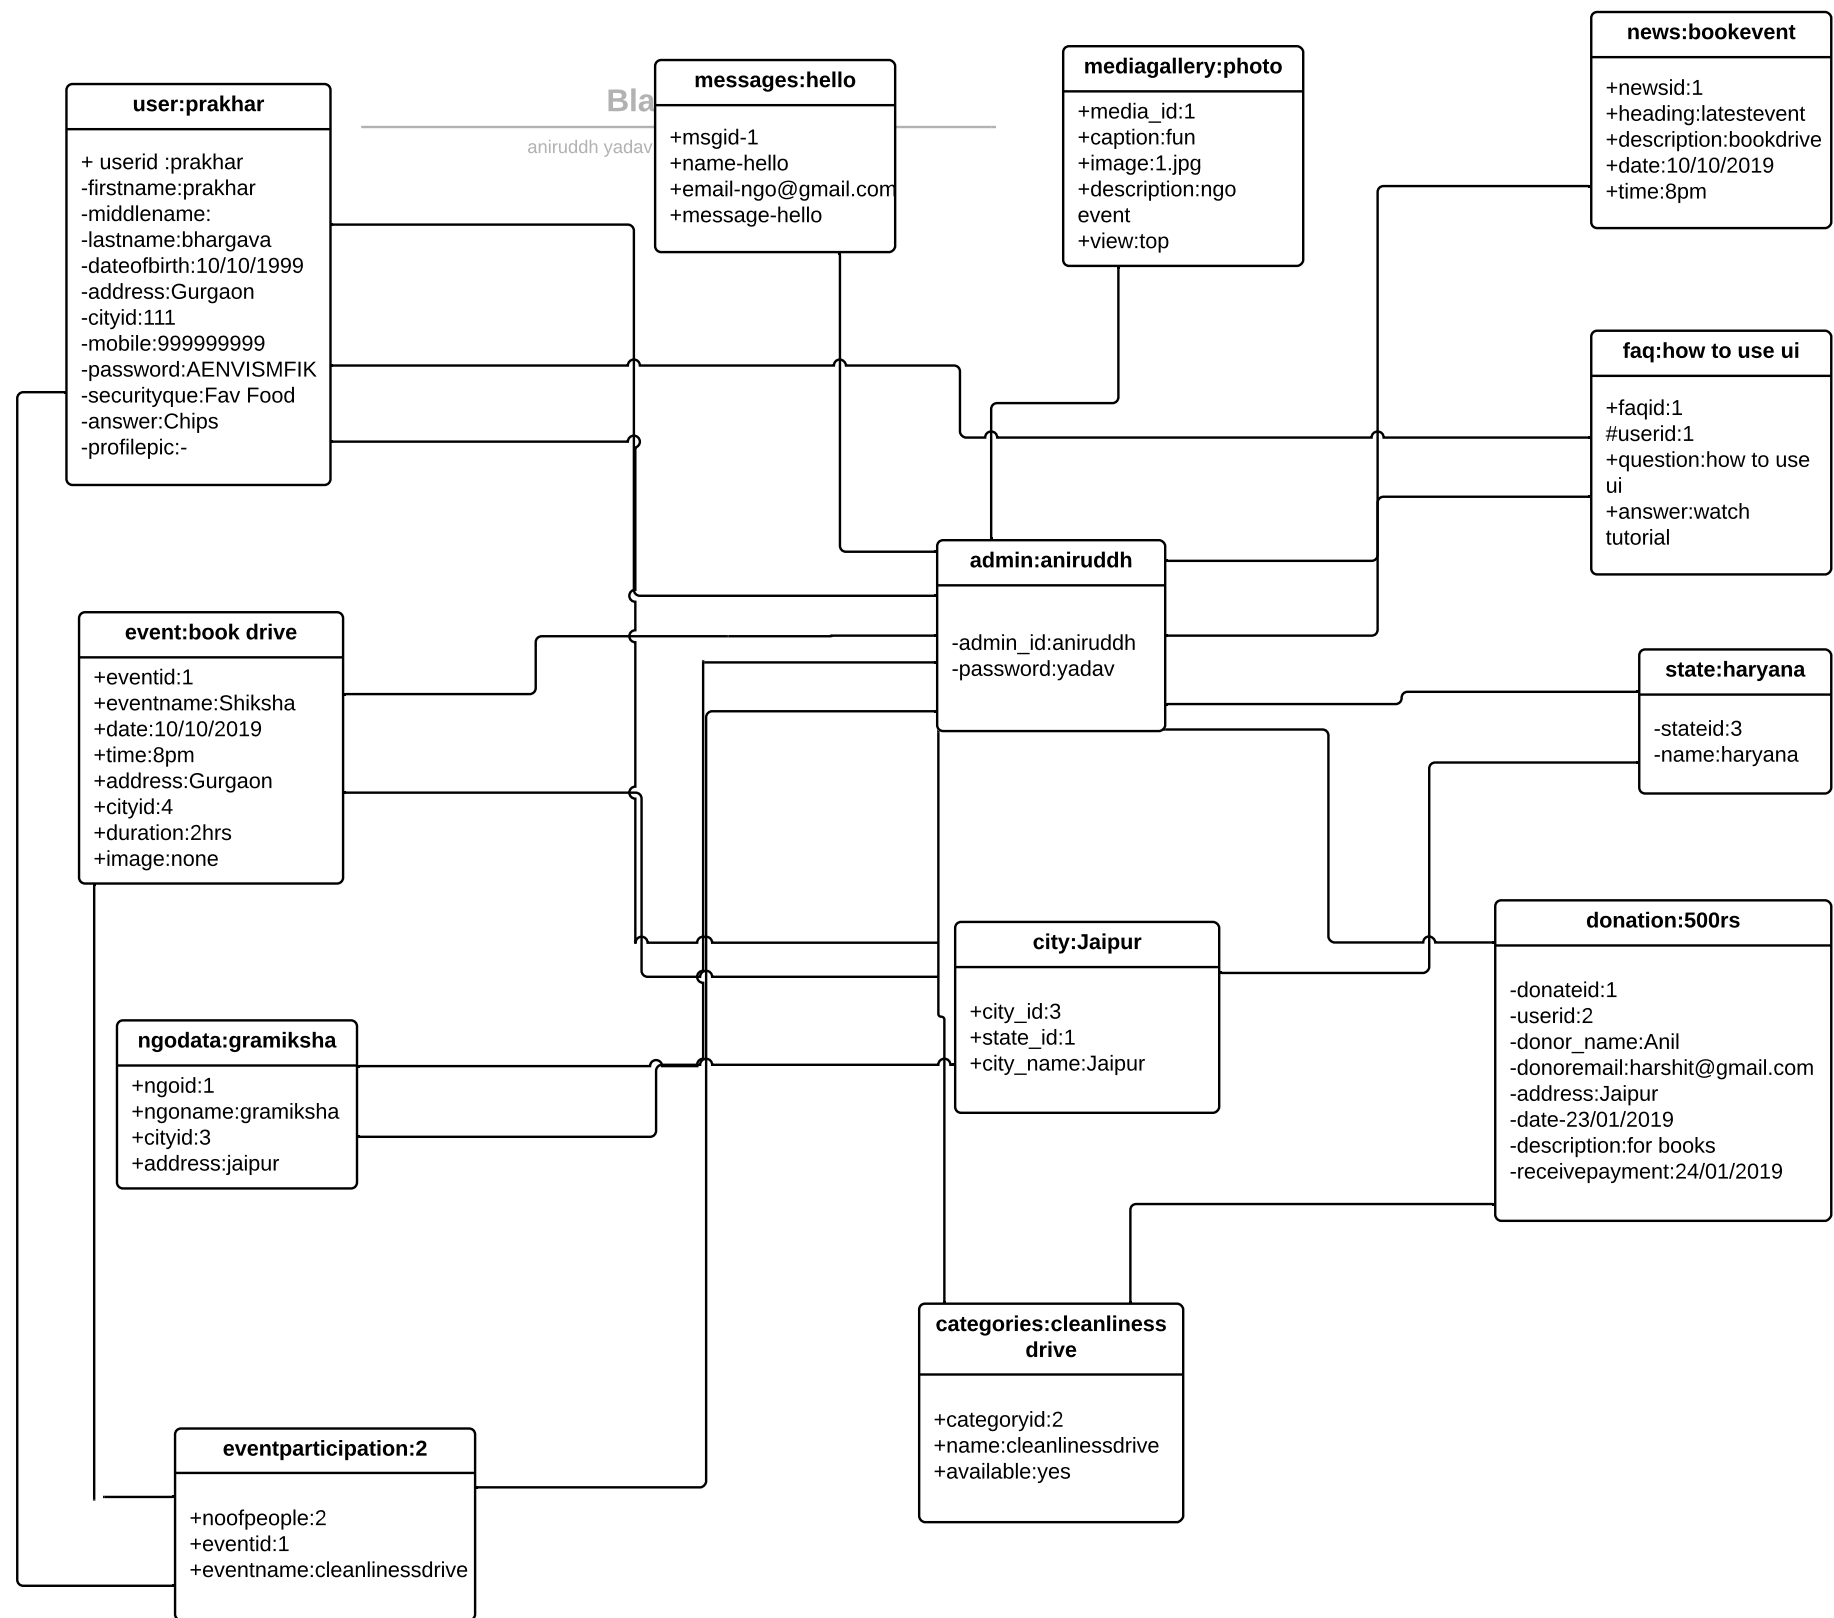 user:prakhar
+ userid :prakhar
-firstname:prakhar
-middlename:
-lastname:bhargava
-dateofbirth:10/10/1999
-address:Gurgaon
-cityid:111
-mobile:999999999
-password:AENVISMFIK
-securityque:Fav Food
-answer:Chips
-profilepic:-
Bla
aniruddh yadav
messages:hello
+msgid-1
+name-hello
+email-ngo@gmail.com
+message-hello
mediagallery:photo
+media_id:1
+caption:fun
+image:1.jpg
+description:ngo
event
+view:top
news:bookevent
+newsid:1
+heading:latestevent
+description:bookdrive
+date:10/10/2019
+time:8pm
faq:how to use ui
+faqid:1
#userid:1
+question:how to use
ui
+answer:watch
tutorial
admin:aniruddh
-admin_id:aniruddh
-password:yadav
event:book drive
+eventid:1
+eventname:Shiksha
+date:10/10/2019
+time:8pm
+address:Gurgaon
+cityid:4
+duration:2hrs
+image:none
state:haryana
-stateid:3
-name:haryana
city:Jaipur
+city_id:3
+state_id:1
+city_name:Jaipur
donation:500rs
-donateid:1
-userid:2
-donor_name:Anil
-donoremail:harshit@gmail.com
-address:Jaipur
-date-23/01/2019
-description:for books
-receivepayment:24/01/2019
ngodata:gramiksha
+ngoid:1
+ngoname:gramiksha
+cityid:3
+address:jaipur
categories:cleanliness
drive
+categoryid:2
+name:cleanlinessdrive
+available:yes
eventparticipation:2
+noofpeople:2
+eventid:1
+eventname:cleanlinessdrive